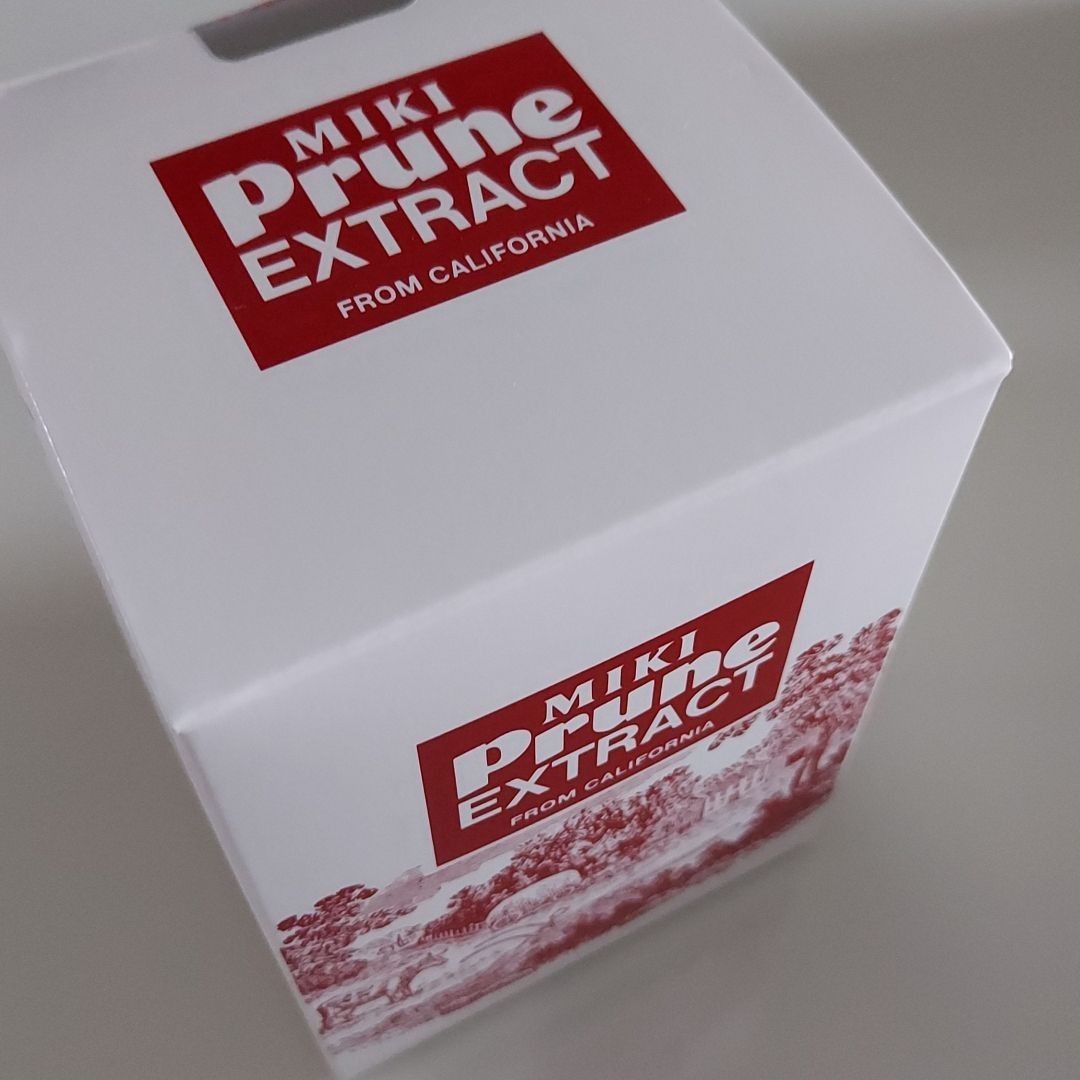 MIKI
Prune
EXTRACT
FROM CALIFORNIA
MIKI
Prune
EXTRACT
FROM CALIFORNIA